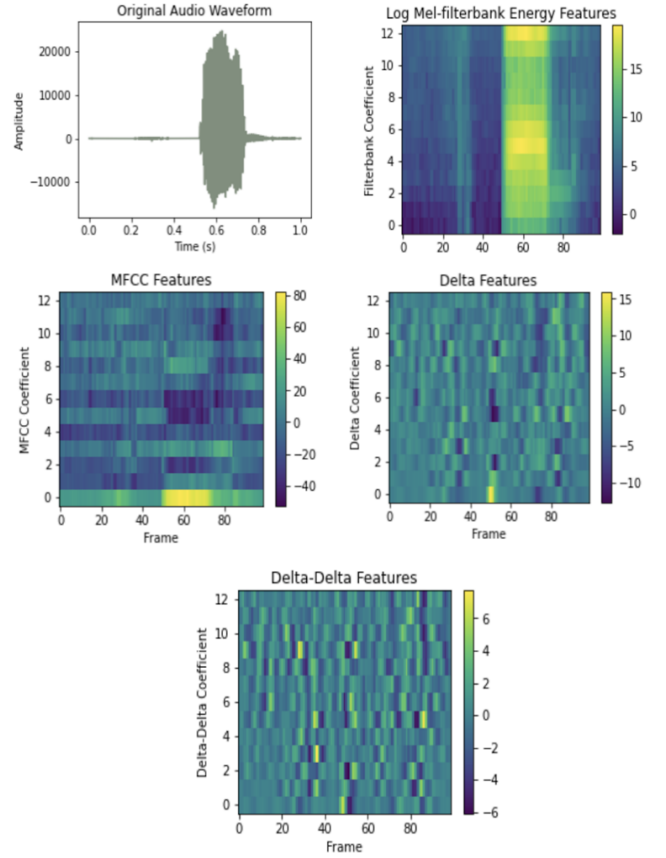 Original Audio Waveform
20000
10000
0
−10000
Amplitude
0.0 0.2 0.4 0.6 0.8 1.0
Time (s)
Log Mel-filterbank Energy Features
12
10
8
6
4
2
0
Filterbank Coefficient
0 20 40 60 80
15
10
5
0
MFCC Features
12
10
8
6
4
2
0
MFCC Coefficient
0 20 40 60 80
Frame
80
60
40
20
0
−20
−40
Delta Features
12
10
8
6
4
2
0
Delta Coefficient
0 20 40 60 80
Frame
15
10
5
0
−5
−10
Delta-Delta Features
12
10
8
6
4
2
0
Delta-Delta Coefficient
0 20 40 60 80
Frame
6
4
2
0
−2
−4
−6